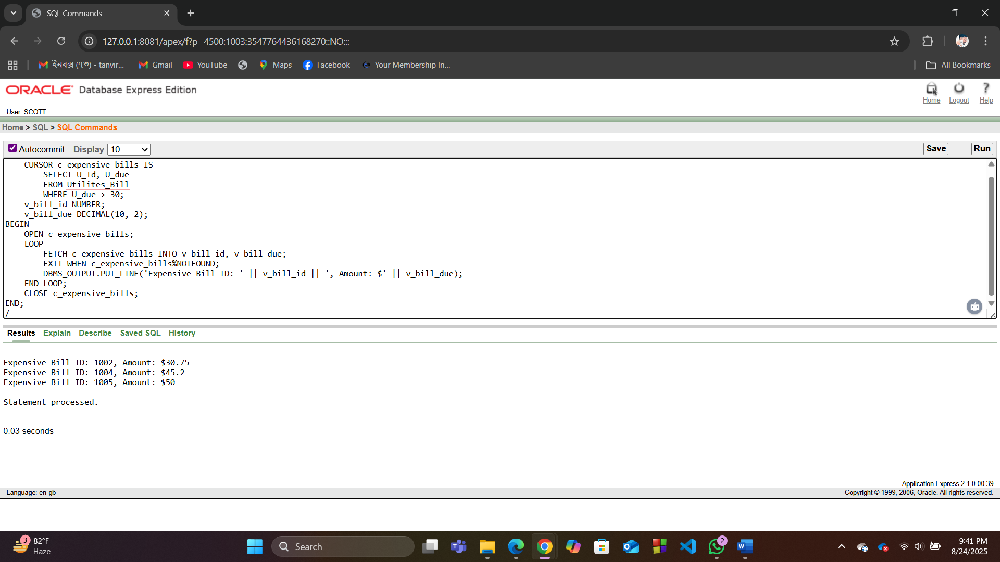 SQL Commands
127.0.0.1:8081/apex/f?p=4500:1003:3547764436168270::NO:::
ইনবক্স (৭৩) - tanvir...
Gmail
YouTube
Maps
Facebook
Your Membership In...
All Bookmarks
ORACLE Database Express Edition
Home
Logout
Help
User: SCOTT
Home > SQL > SQL Commands
Autocommit
Display
10
Save
Run
CURSOR c_expensive_bills IS
SELECT U_Id, U_due
FROM Utilites_Bill
WHERE U_due > 30;
v_bill_id NUMBER;
v_bill_due DECIMAL(10, 2);
BEGIN
OPEN c_expensive_bills;
LOOP
FETCH c_expensive_bills INTO v_bill_id, v_bill_due;
EXIT WHEN c_expensive_bills%NOTFOUND;
DBMS_OUTPUT.PUT_LINE('Expensive Bill ID: ' || v_bill_id || ', Amount: $' || v_bill_due);
END LOOP;
CLOSE c_expensive_bills;
END;
/
Results
Explain
Describe
Saved SQL
History
Expensive Bill ID: 1002, Amount: $30.75
Expensive Bill ID: 1004, Amount: $45.2
Expensive Bill ID: 1005, Amount: $50
Statement processed.
0.03 seconds
Application Express 2.1.0.00.39
Language: en-gb
Copyright © 1999, 2006, Oracle. All rights reserved.
3
82°F
Haze
Search
2
9:41 PM
8/24/2025